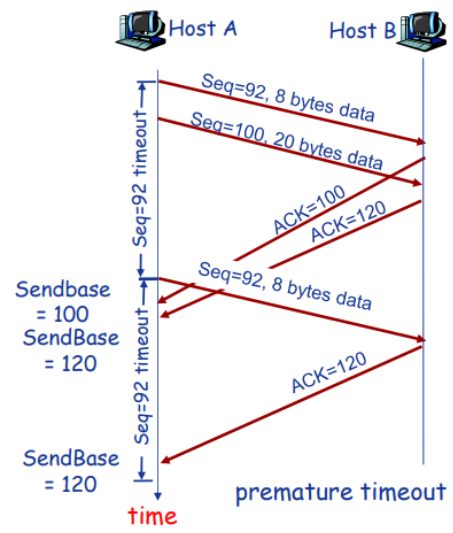 Host A
Host B
Seq=92, 8 bytes data
Seq=100, 20 bytes data
Seq=92 timeout
ACK=100
ACK=120
Seq=92, 8 bytes data
Sendbase
= 100
SendBase
= 120
Seq=92 timeout
ACK=120
SendBase
= 120
premature timeout
time